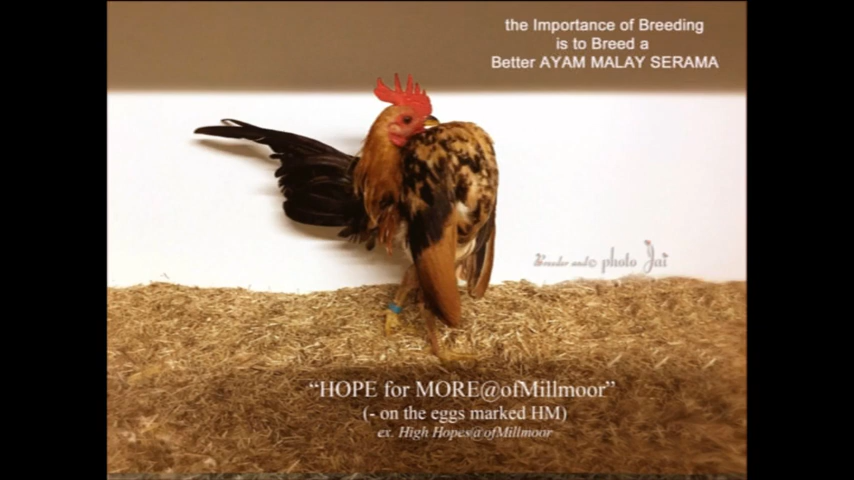 the Importance of Breeding
is to Breed a
Better AYAM MALAY SERAMA
Breeder and© photo Jai
“HOPE for MORE@ofMillmoor”
(- on the eggs marked HM)
ex. High Hopes@ofMillmoor